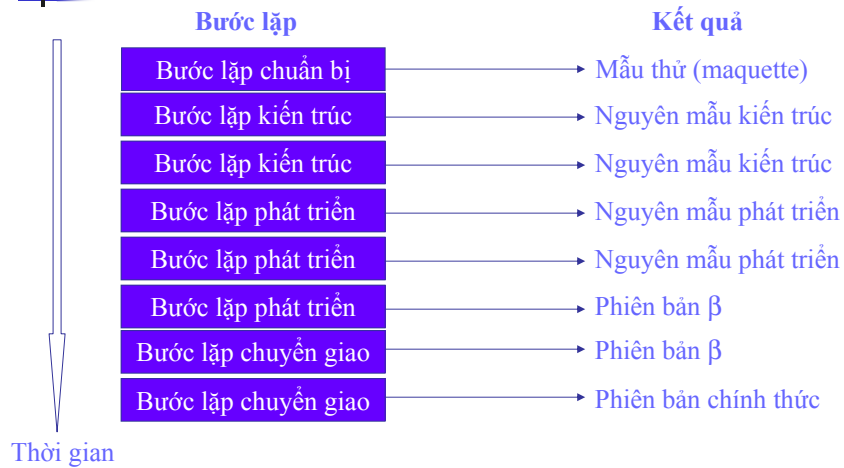 Bước lặp Kết quả
Bước lặp chuẩn bị Mẫu thử (maquette)
Bước lặp kiến trúc Nguyên mẫu kiến trúc
Bước lặp kiến trúc Nguyên mẫu kiến trúc
Bước lặp phát triển Nguyên mẫu phát triển
Bước lặp phát triển Nguyên mẫu phát triển
Bước lặp phát triển Phiên bản β
Bước lặp chuyển giao Phiên bản β
Bước lặp chuyển giao Phiên bản chính thức
Thời gian